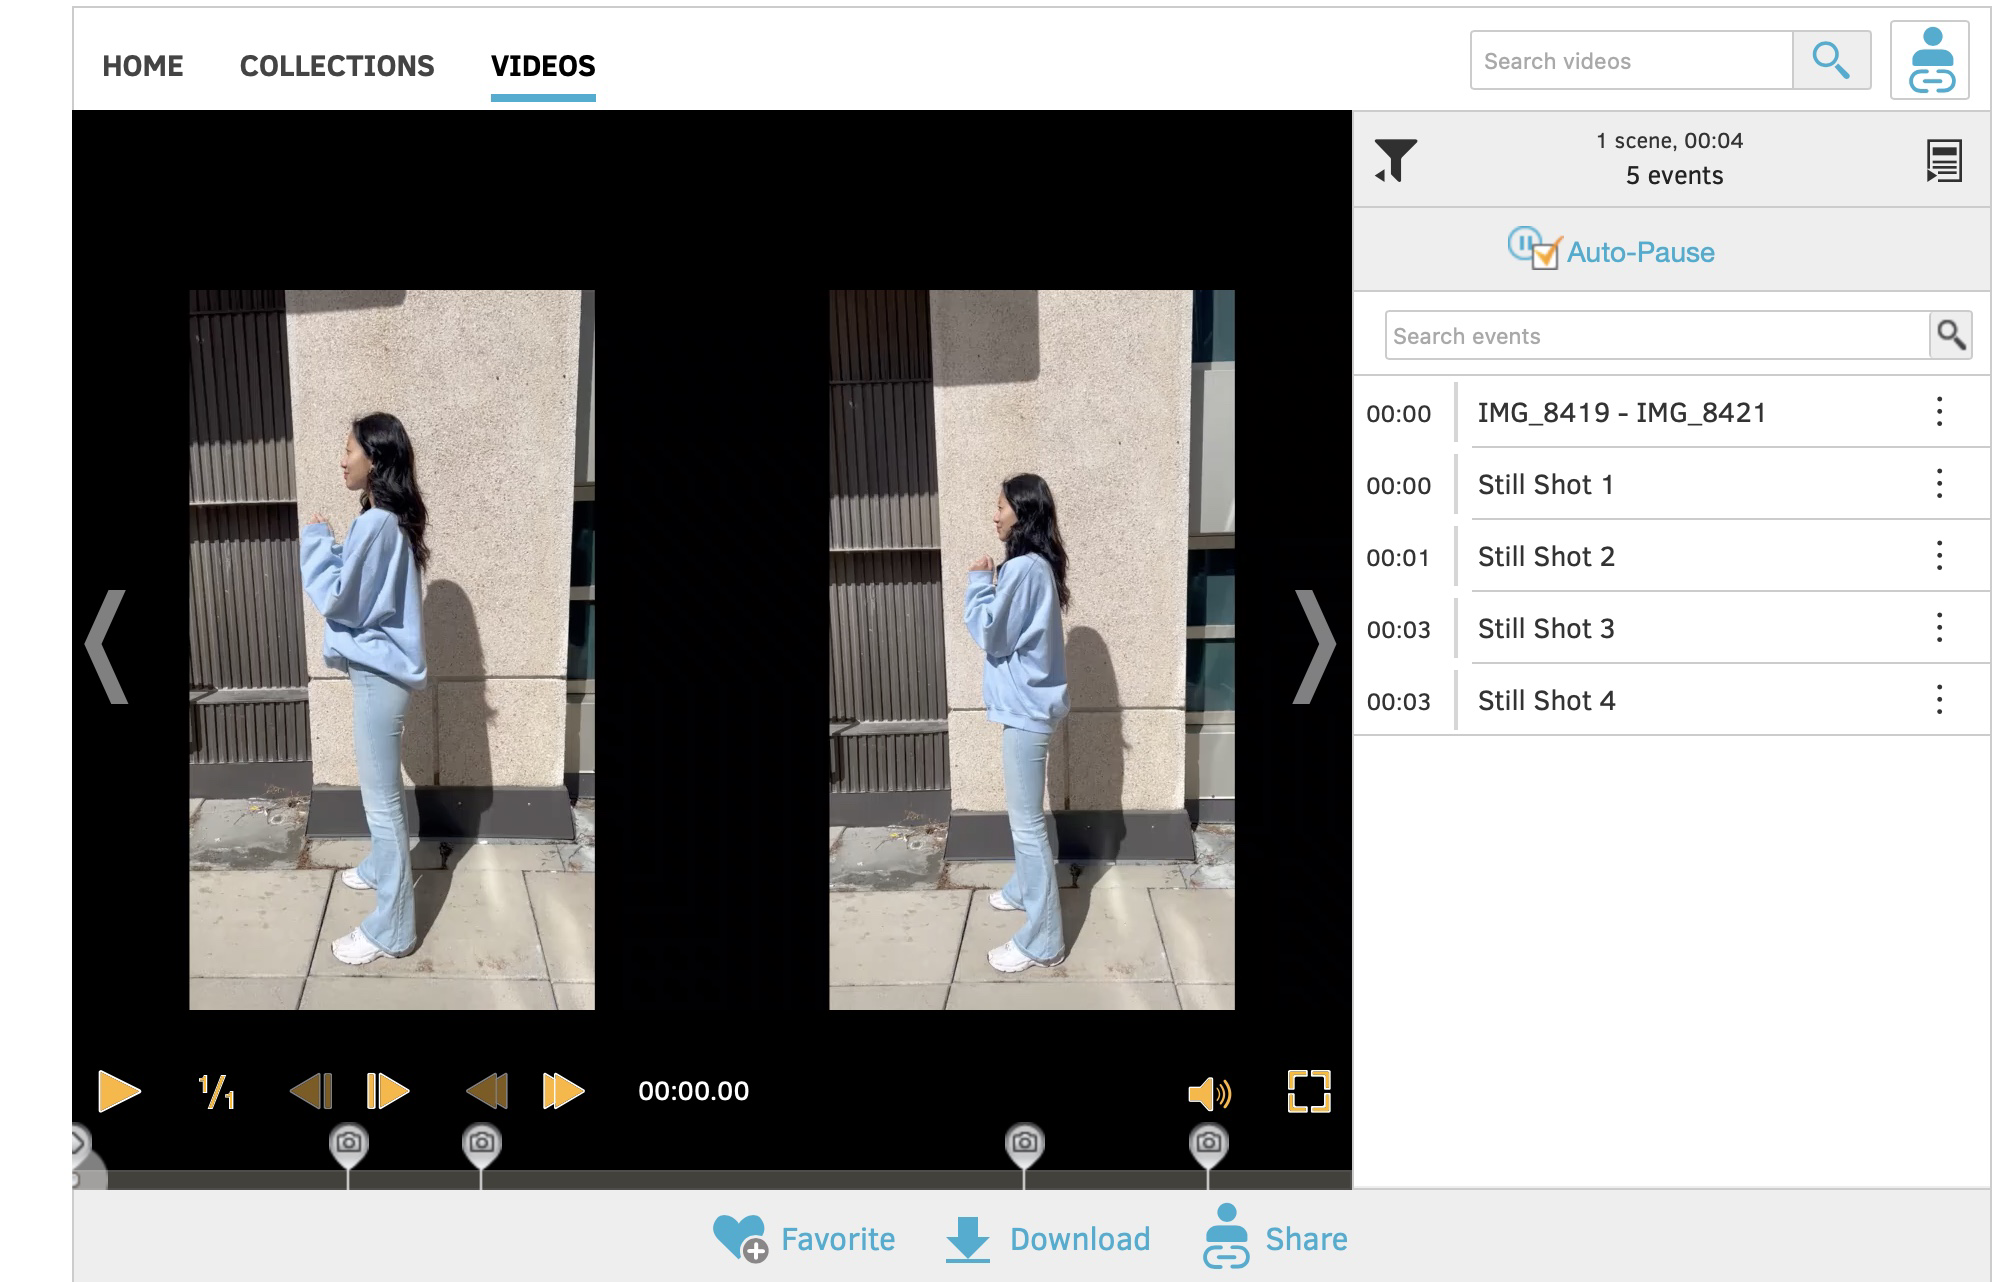 HOME COLLECTIONS VIDEOS
Search videos
1 scene, 00:04
5 events
Auto-Pause
Search events
00:00 IMG_8419 - IMG_8421
00:00 Still Shot 1
00:01 Still Shot 2
00:03 Still Shot 3
00:03 Still Shot 4
1/1 00:00.00
Favorite Download Share